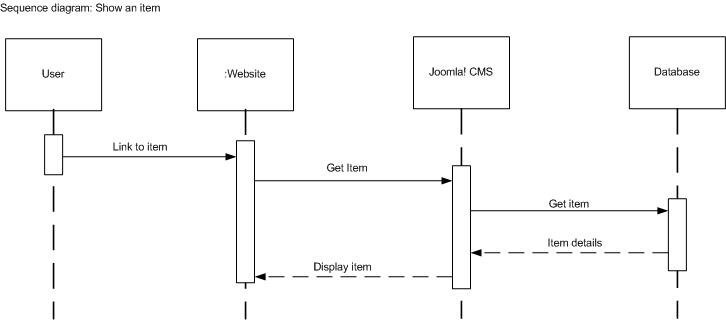 Sequence diagram: Show an item
User
:Website
Joomla! CMS
Database
Link to item
Get Item
Get item
Item details
Display item